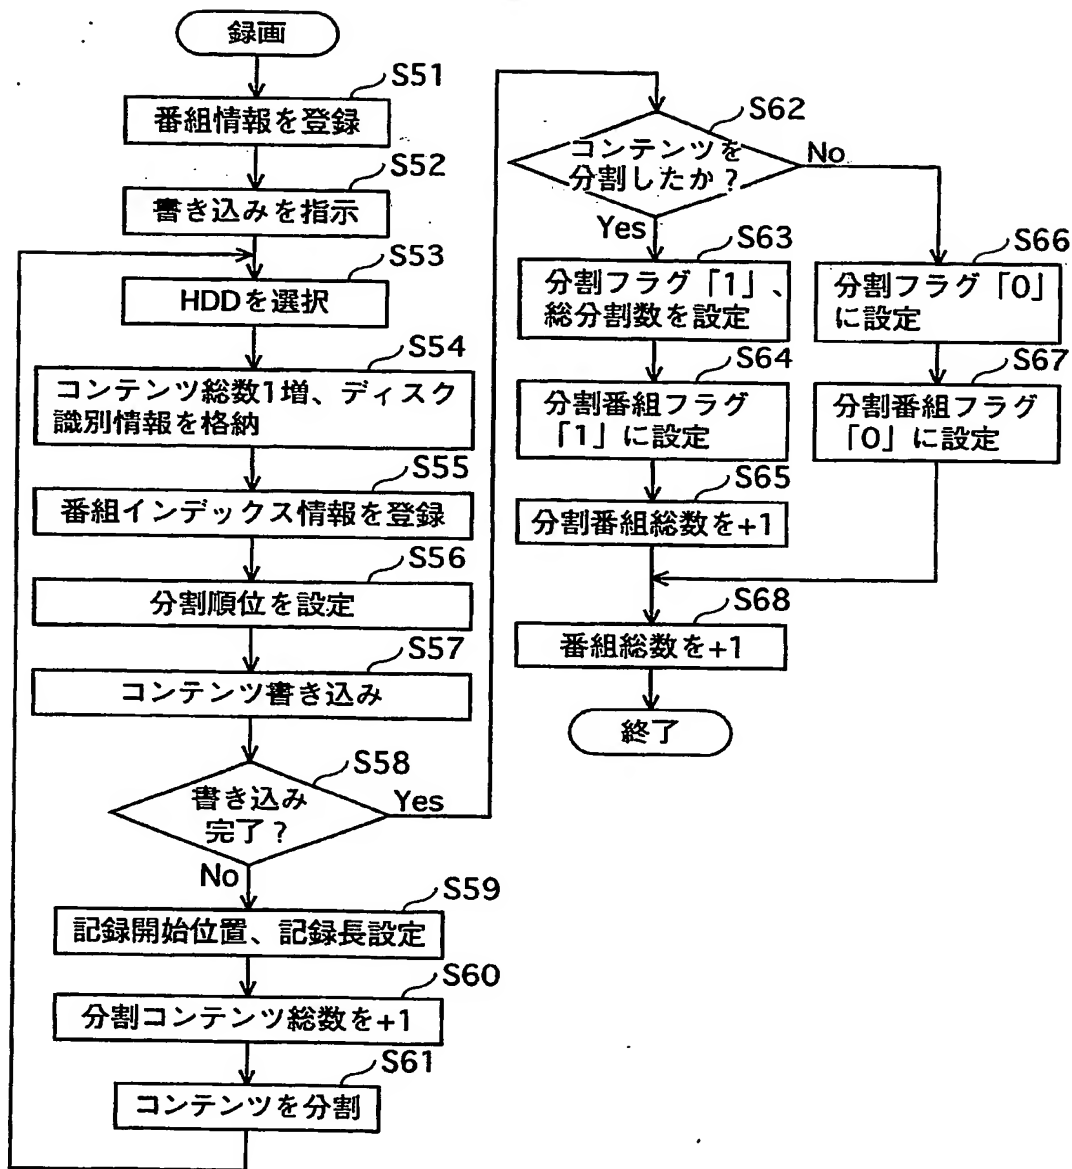 録画
S51
番組情報を登録
S52
書き込みを指示
S53
HDDを選択
S54
コンテンツ総数1増、ディスク
識別情報を格納
S55
番組インデックス情報を登録
S56
分割順位を設定
S57
コンテンツ書き込み
S58
書き込み
完了?
Yes
No
S59
記録開始位置、記録長設定
S60
分割コンテンツ総数を+1
S61
コンテンツを分割
S62
コンテンツを
分割したか?
No
Yes
S63
分割フラグ「1」、
総分割数を設定
S64
分割番組フラグ
「1」に設定
S65
分割番組総数を+1
S66
分割フラグ「0」
に設定
S67
分割番組フラグ
「0」に設定
S68
番組総数を+1
終了